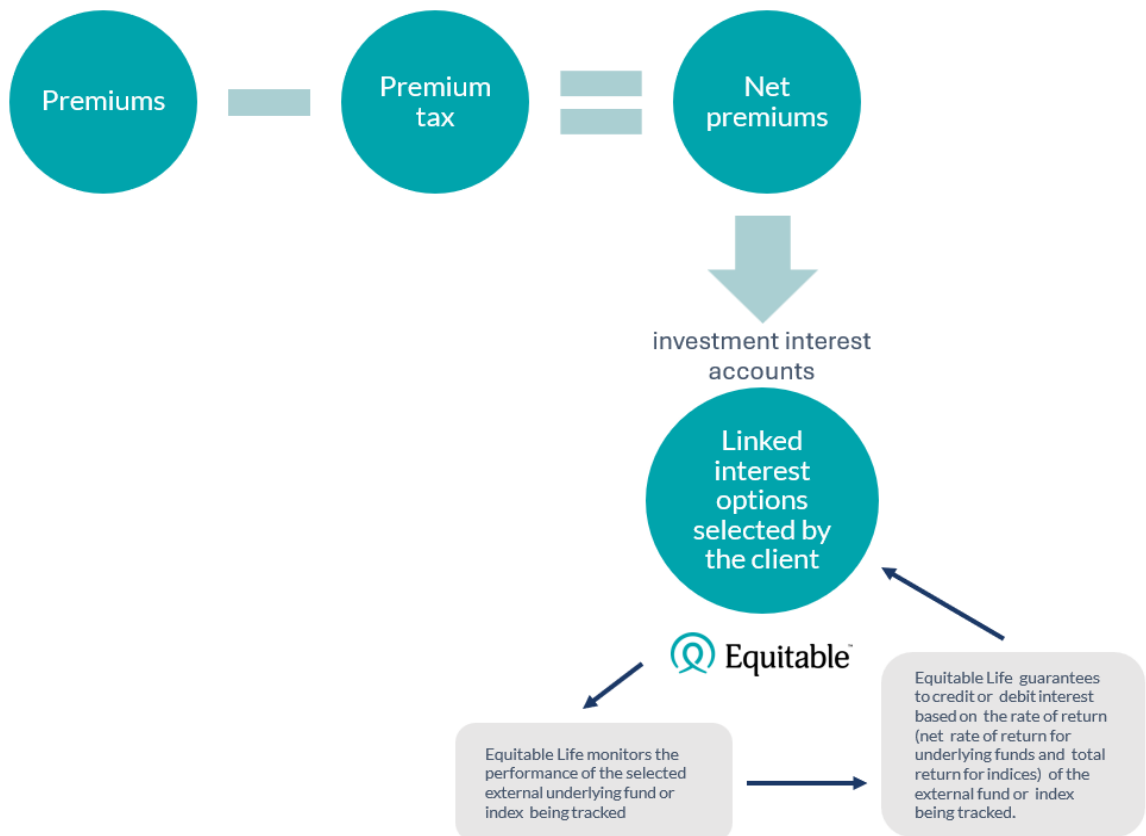 Premiums
Premium
tax
Net
premiums
investment interest
accounts
Linked
interest
options
selected by
the client
Equitable™
Equitable Life monitors the
performance of the selected
external underlying fund or
index being tracked
Equitable Life guarantees
to credit or debit interest
based on the rate of return
(net rate of return for
underlying funds and total
return for indices) of the
external fund or index
being tracked.